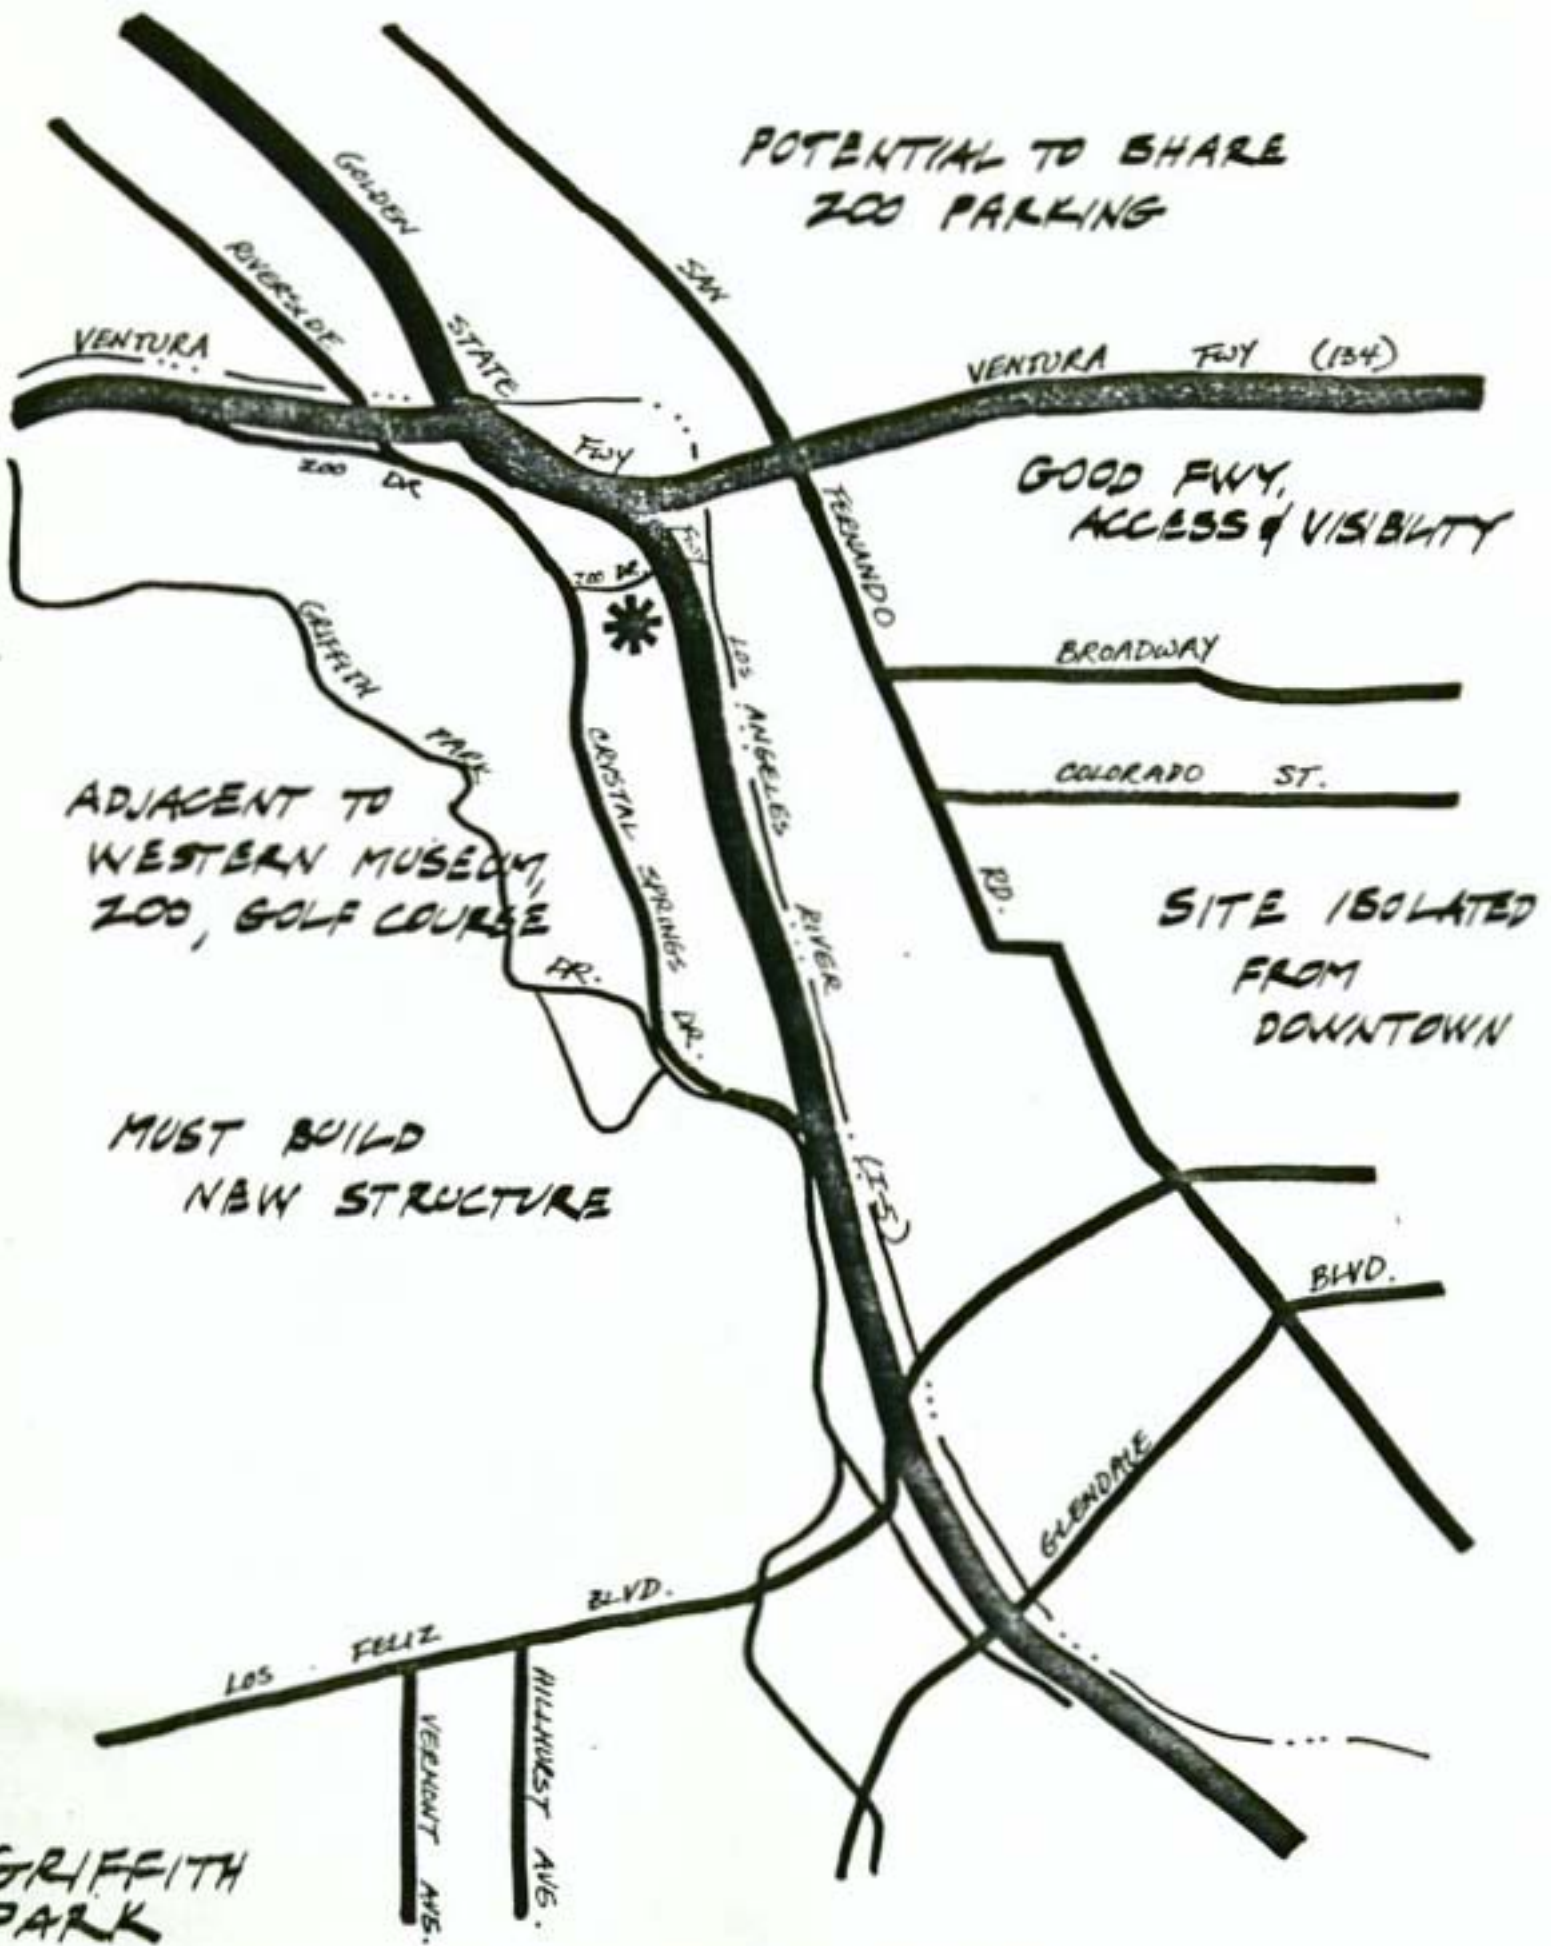 POTENTIAL TO SHARE
ZOO PARKING
GOLDEN
STATE
FWY
RIVERSIDE
SAN
FERNANDO
RD.
VENTURA
VENTURA FWY (134)
ZOO DR
GOOD FWY,
ACCESS & VISIBLITY
FWY
ZOO DR.
GRIFFITH
PARK
DR.
LOS
ANGELES
RIVER
(I-5)
BROADWAY
COLORADO ST.
CRYSTAL SPRINGS DR.
ADJACENT TO
WESTERN MUSEUM,
ZOO, GOLF COURSE
SITE ISOLATED
FROM
DOWNTOWN
MUST BUILD
NEW STRUCTURE
BLVD.
GLENDALE
LOS FELIZ BLVD.
VERMONT AVE.
HILLHURST AVE.
GRIFFITH
PARK